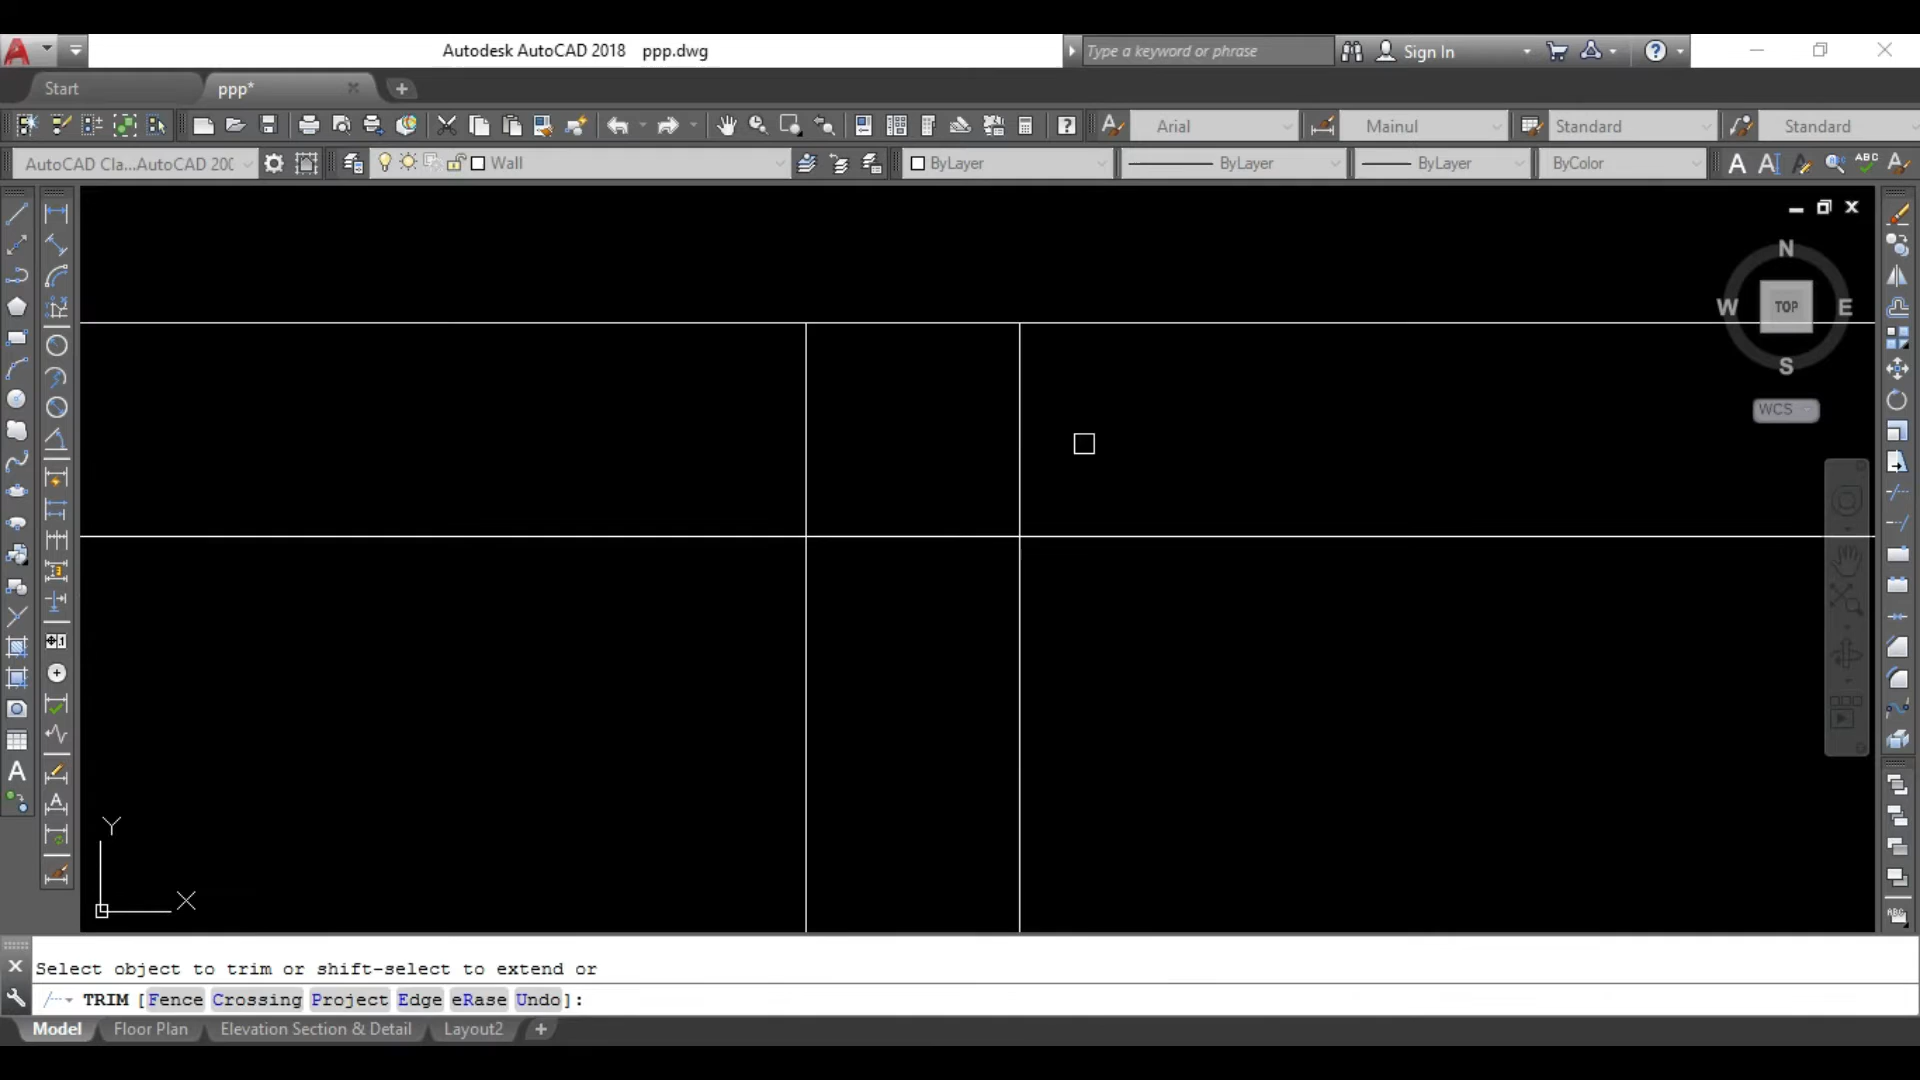 Autodesk AutoCAD 2018 ppp.dwg
Type a keyword or phrase
Sign In
Start
ppp*
Arial
Mainul
Standard
Standard
AutoCAD Cla...AutoCAD 200
Wall
ByLayer
ByLayer
ByLayer
ByColor
N
W
TOP
E
S
WCS
Y
X
Select object to trim or shift-select to extend or
TRIM [Fence Crossing Project Edge eRase Undo]:
Model
Floor Plan
Elevation Section & Detail
Layout2